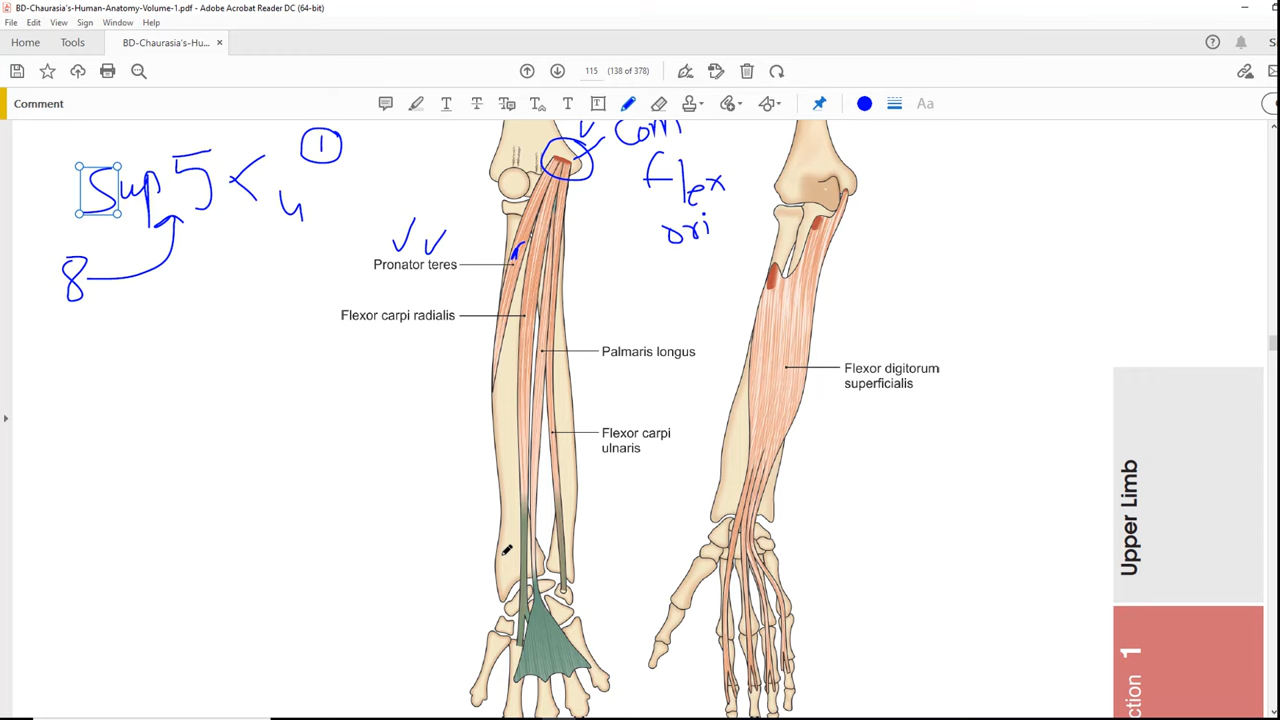 BD-Chaurasia's-Human-Anatomy-Volume-1.pdf - Adobe Acrobat Reader DC (64-bit)
File Edit View Sign Window Help
Home Tools BD-Chaurasia's-Hu... ×
115 (138 of 378)
Comment
Aa
Sup 5 < 1
4
8
Com
flex
ori
Pronator teres
Flexor carpi radialis
Palmaris longus
Flexor carpi
ulnaris
Flexor digitorum
superficialis
Upper Limb
ction 1